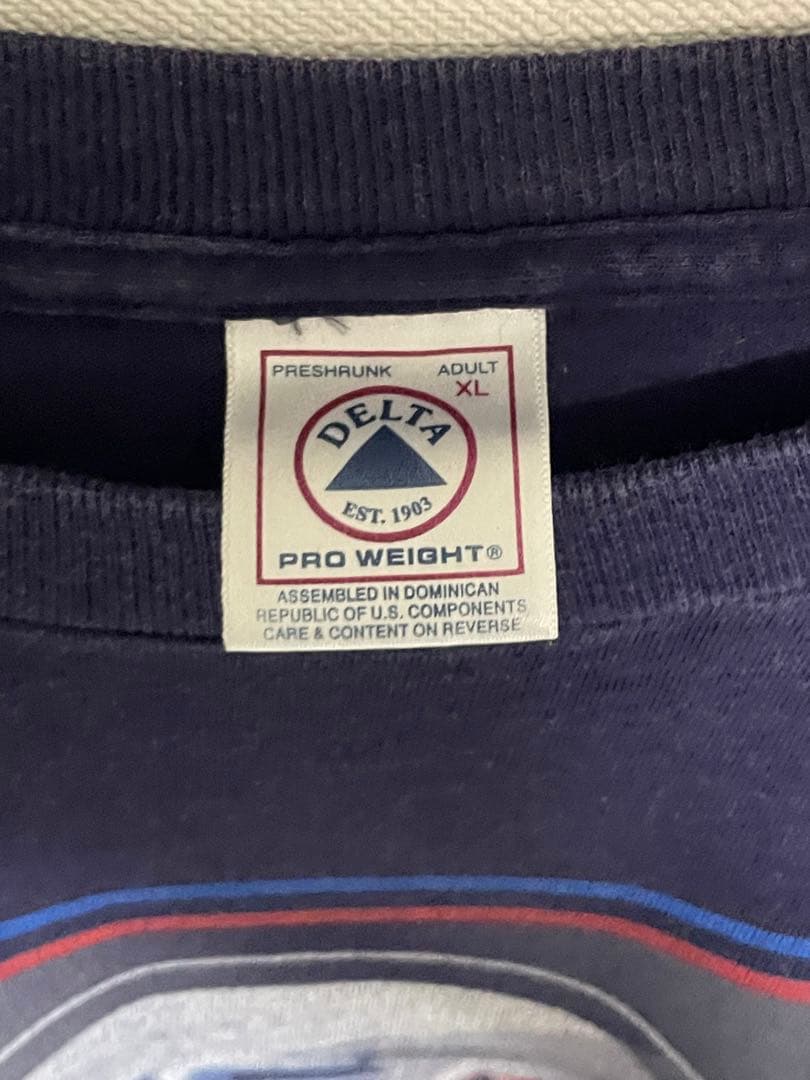 PRESHRUNK ADULT
XL
DELTA
EST. 1903
PRO WEIGHT®
ASSEMBLED IN DOMINICAN
REPUBLIC OF U.S. COMPONENTS
CARE & CONTENT ON REVERSE